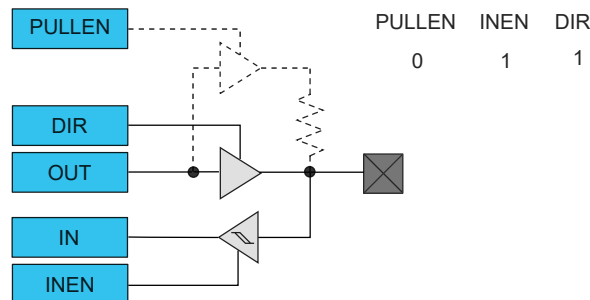 PULLEN
PULLEN INEN DIR
0 1 1
DIR
OUT
IN
INEN